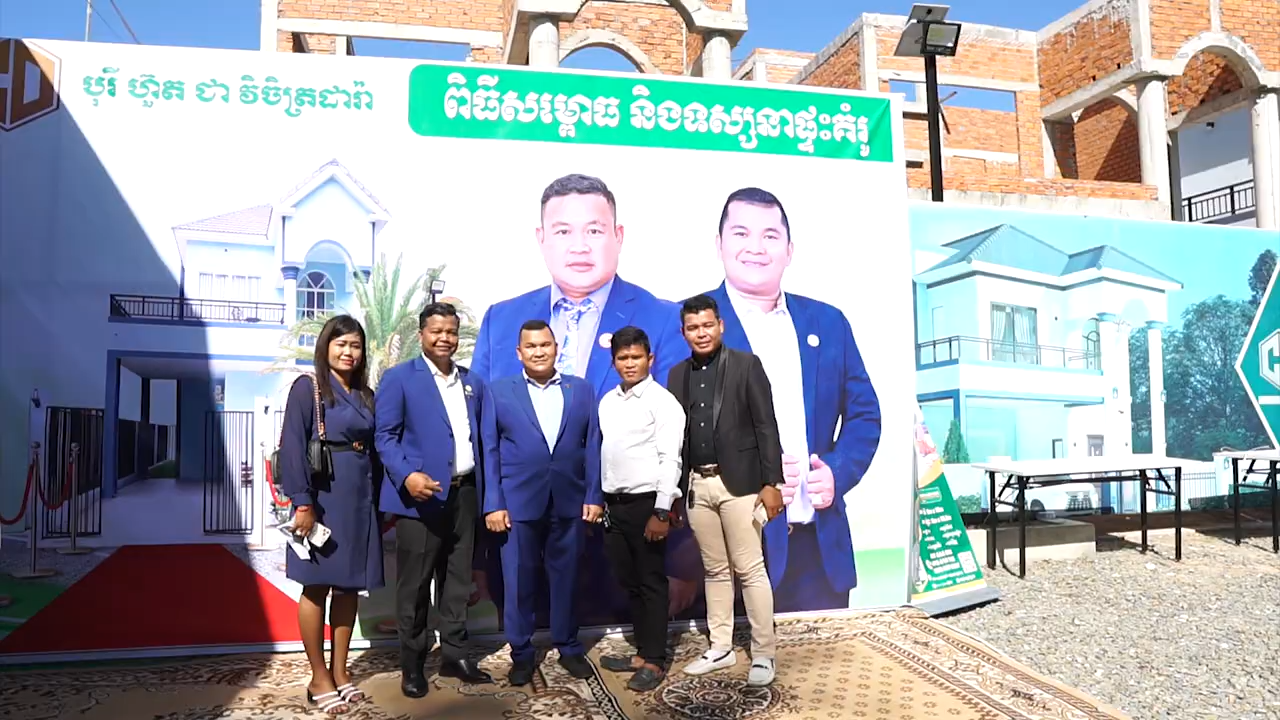 បុរី ហ៊ួត ជា វិចិត្រដារ៉ា
ពិធីសម្ពោធ និងទស្សនាផ្ទះគំរូ